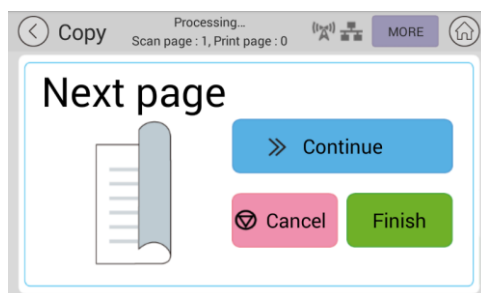 Copy
Processing...
Scan page : 1, Print page : 0
MORE
Next page
Continue
Cancel
Finish